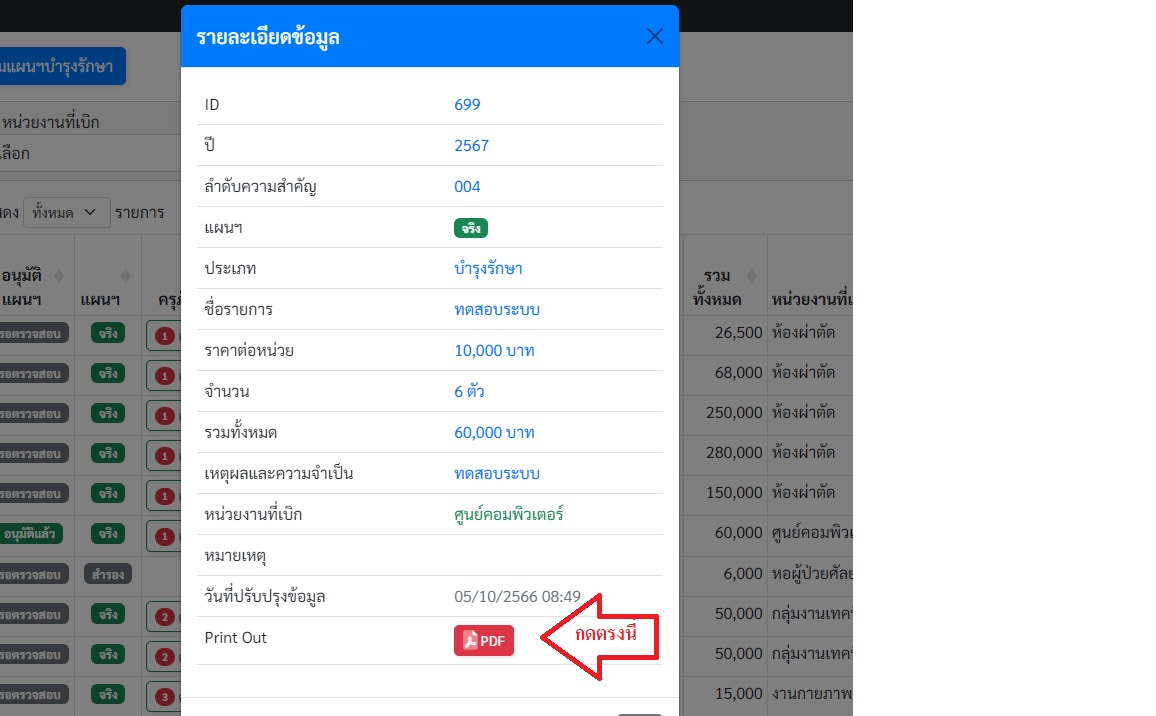 รายละเอียดข้อมูล
มแผนฯบำรุงรักษา
หน่วยงานที่เบิก
เลือก
ทั้งหมด รายการ
ID 699
ปี 2567
ลำดับความสำคัญ 004
แผนฯ จริง
ประเภท บำรุงรักษา
ชื่อรายการ ทดสอบระบบ
ราคาต่อหน่วย 10,000 บาท
จำนวน 6 ตัว
รวมทั้งหมด 60,000 บาท
เหตุผลและความจำเป็น ทดสอบระบบ
หน่วยงานที่เบิก ศูนย์คอมพิวเตอร์
หมายเหตุ
วันที่ปรับปรุงข้อมูล 05/10/2566 08:49
Print Out PDF กดตรงนี้
อนุมัติแผนฯ แผนฯ รวมทั้งหมด หน่วยงานที่เ
รอตรวจสอบ จริง 1 26,500 ห้องผ่าตัด
รอตรวจสอบ จริง 1 68,000 ห้องผ่าตัด
รอตรวจสอบ จริง 1 250,000 ห้องผ่าตัด
รอตรวจสอบ จริง 1 280,000 ห้องผ่าตัด
รอตรวจสอบ จริง 1 150,000 ห้องผ่าตัด
อนุมัติแล้ว จริง 1 60,000 ศูนย์คอมพิวเ
รอตรวจสอบ สำรอง 6,000 หอผู้ป่วยศัลย
รอตรวจสอบ จริง 2 50,000 กลุ่มงานเทค
รอตรวจสอบ จริง 2 50,000 กลุ่มงานเทค
รอตรวจสอบ จริง 3 15,000 งานกายภาพ